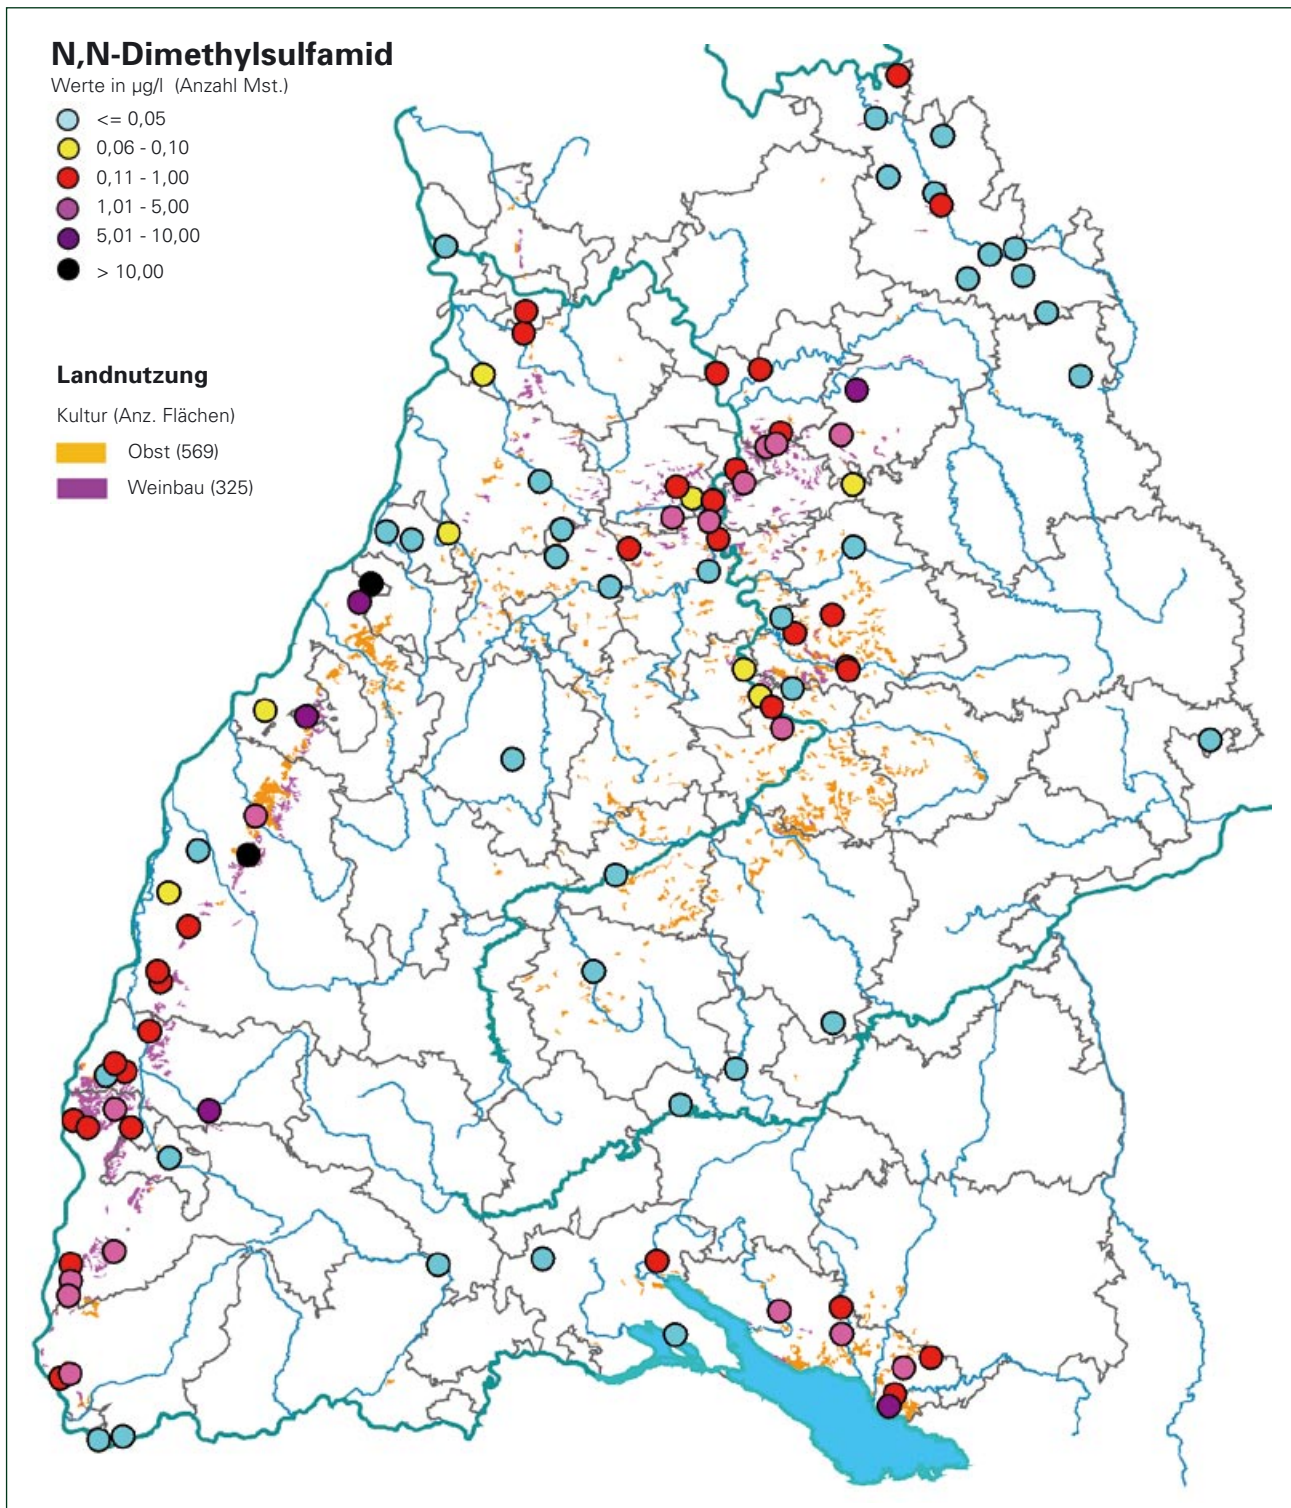 N,N-Dimethylsulfamid
Werte in µg/l (Anzahl Mst.)
<= 0,05
0,06 - 0,10
0,11 - 1,00
1,01 - 5,00
5,01 - 10,00
> 10,00
Landnutzung
Kultur (Anz. Flächen)
Obst (569)
Weinbau (325)